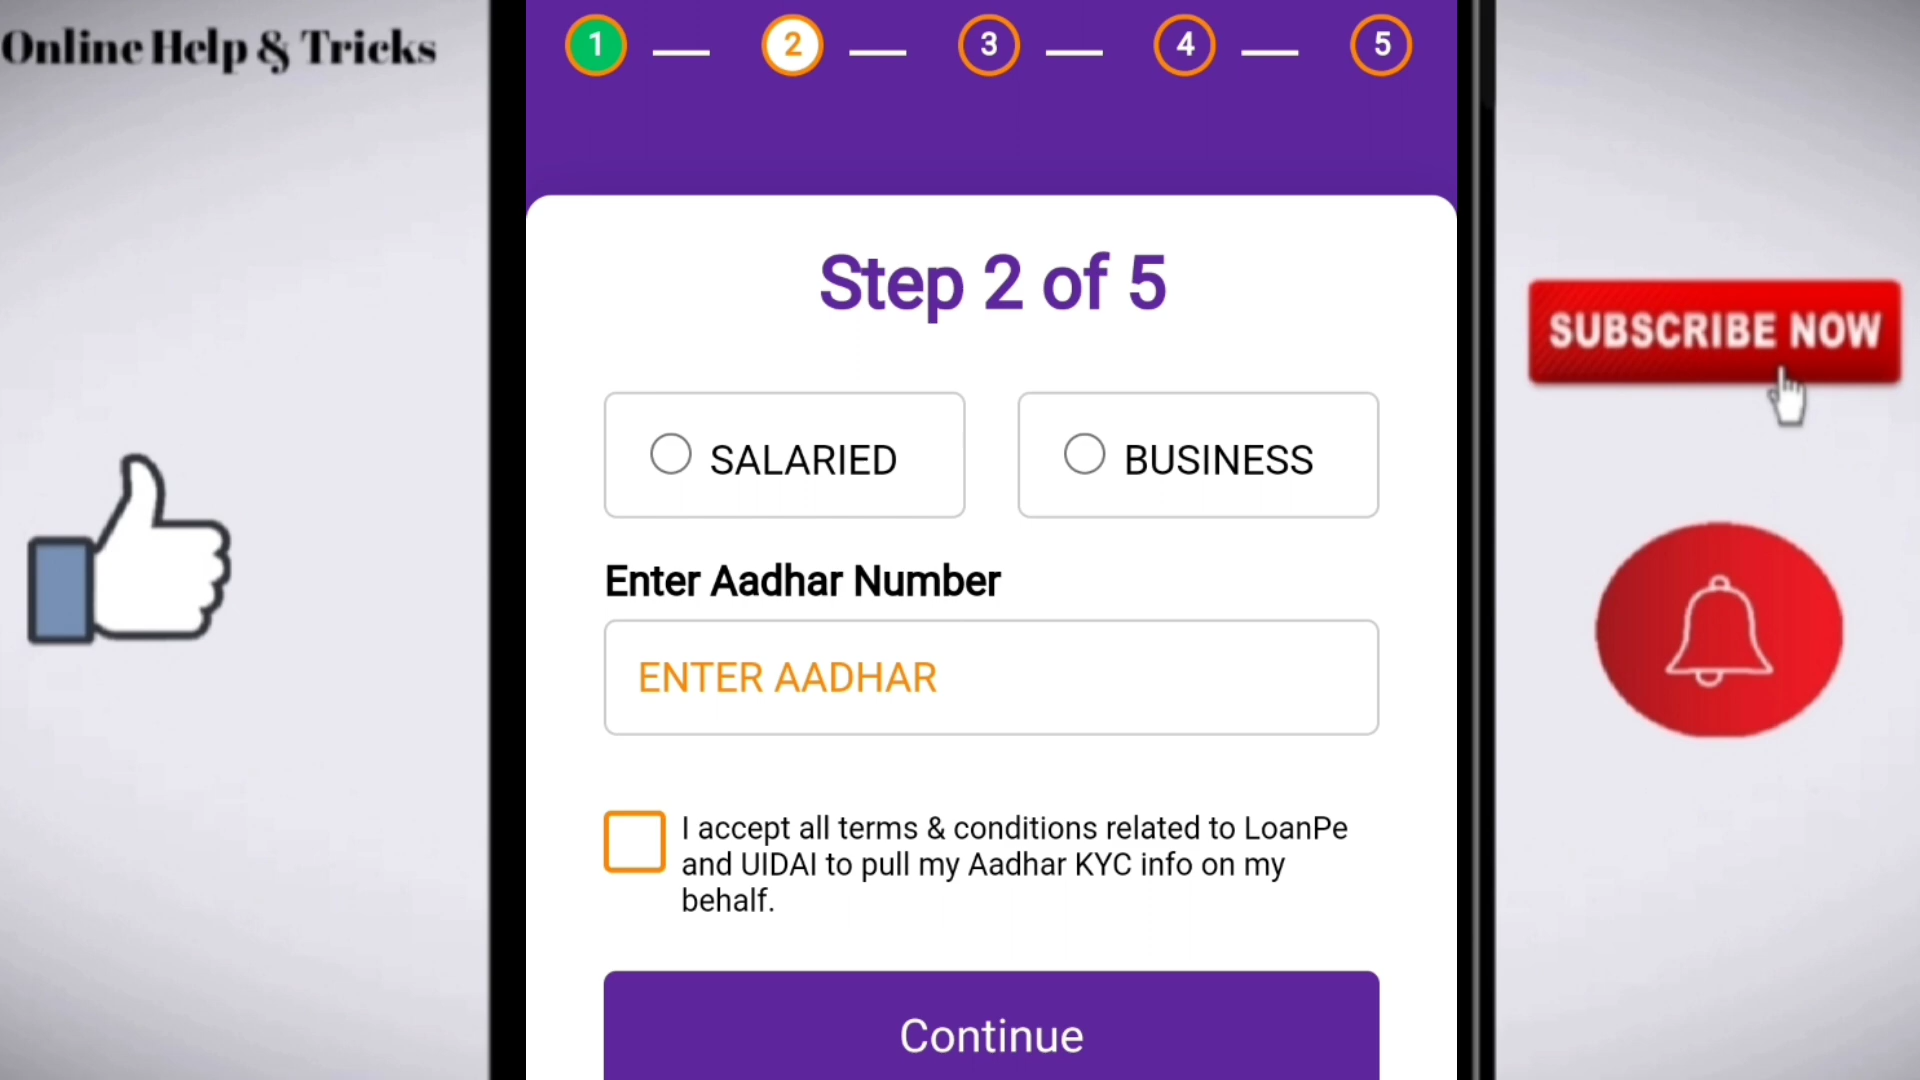 Online Help & Tricks
1 2 3 4 5
Step 2 of 5
SALARIED BUSINESS
Enter Aadhar Number
ENTER AADHAR
I accept all terms & conditions related to LoanPe
and UIDAI to pull my Aadhar KYC info on my
behalf.
Continue
SUBSCRIBE NOW